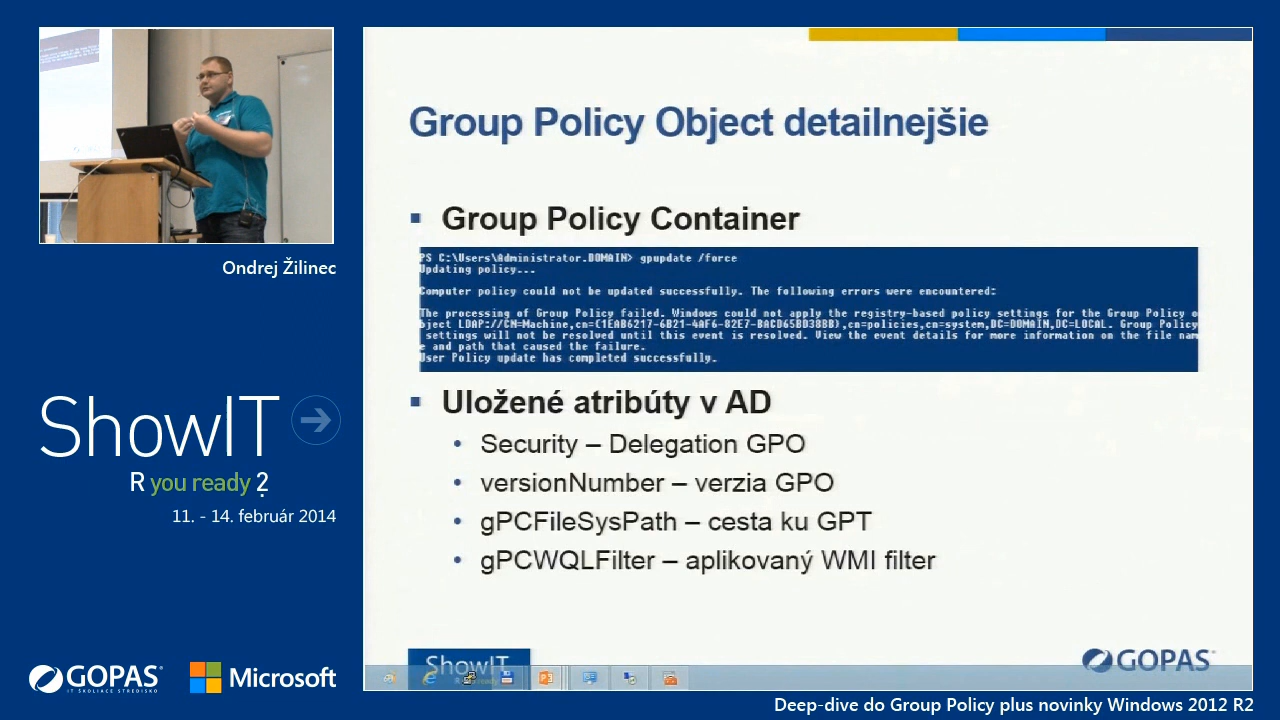 Group Policy Object detailnejšie
Group Policy Container
PS C:\Users\Administrator.DOMAIN> gpupdate /force
Updating policy...
Computer policy could not be updated successfully. The following errors were encountered:
The processing of Group Policy failed. Windows could not apply the registry-based policy settings for the Group Policy o
bject LDAP://CN=Machine,cn={1EAB6217-6B21-4AF6-82E7-BACD65BD38BB},cn=policies,cn=system,DC=DOMAIN,DC=LOCAL. Group Policy
settings will not be resolved until this event is resolved. View the event details for more information on the file nam
e and path that caused the failure.
User Policy update has completed successfully.
Uložené atribúty v AD
Security – Delegation GPO
versionNumber – verzia GPO
gPCFileSysPath – cesta ku GPT
gPCWQLFilter – aplikovaný WMI filter
ShowIT
GOPAS
Ondrej Žilinec
ShowIT
R you ready 2
11. - 14. február 2014
GOPAS
IT ŠKOLIACE STREDISKO
Microsoft
Deep-dive do Group Policy plus novinky Windows 2012 R2